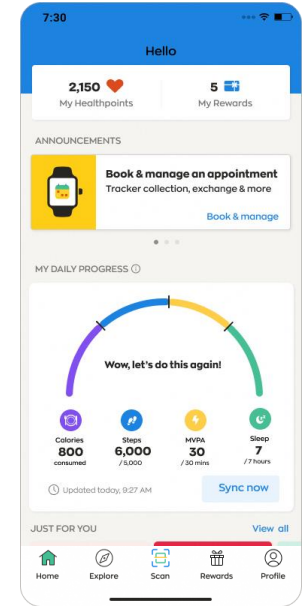 7:30
Hello
2,150
5
My Healthpoints
My Rewards
ANNOUNCEMENTS
Book & manage an appointment
Tracker collection, exchange & more
Book & manage
MY DAILY PROGRESS
Wow, let's do this again!
Calories
800
consumed
Steps
6,000
/ 5,000
MVPA
30
/ 30 mins
Sleep
7
/ 7 hours
Updated today, 9:27 AM
Sync now
JUST FOR YOU
View all
Home
Explore
Scan
Rewards
Profile